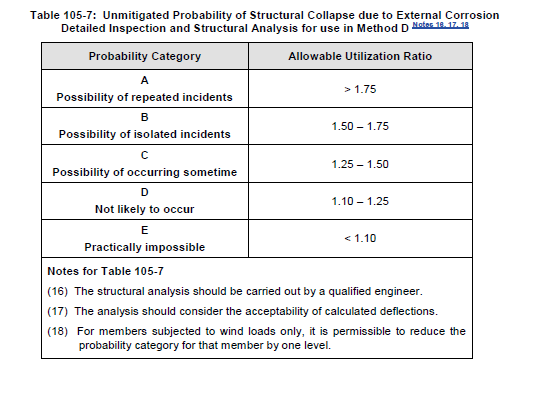 Table 105-7: Unmitigated Probability of Structural Collapse due to External Corrosion
Detailed Inspection and Structural Analysis for use in Method D Notes 16, 17, 18
Probability Category
Allowable Utilization Ratio
A
Possibility of repeated incidents
> 1.75
B
Possibility of isolated incidents
1.50 – 1.75
C
Possibility of occurring sometime
1.25 – 1.50
D
Not likely to occur
1.10 – 1.25
E
Practically impossible
< 1.10
Notes for Table 105-7
(16) The structural analysis should be carried out by a qualified engineer.
(17) The analysis should consider the acceptability of calculated deflections.
(18) For members subjected to wind loads only, it is permissible to reduce the
probability category for that member by one level.